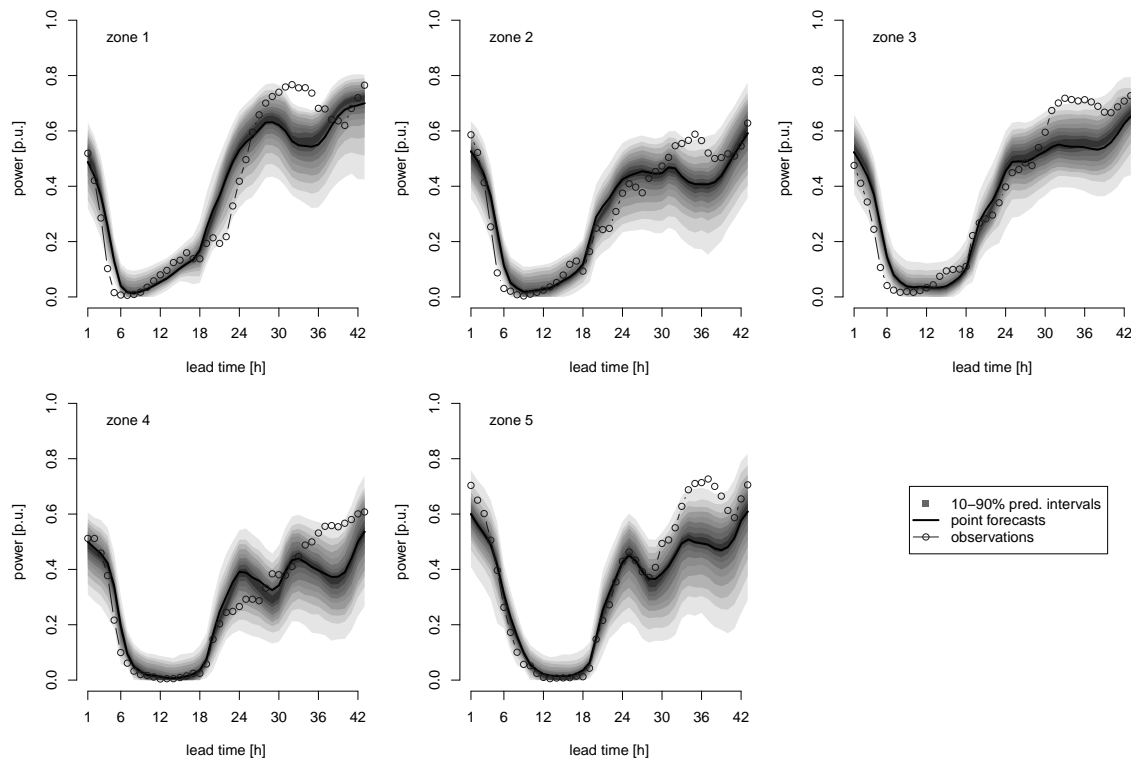 zone 1
power [p.u.]
0.0 0.2 0.4 0.6 0.8 1.0
1 6 12 18 24 30 36 42
lead time [h]
zone 2
power [p.u.]
0.0 0.2 0.4 0.6 0.8 1.0
1 6 12 18 24 30 36 42
lead time [h]
zone 3
power [p.u.]
0.0 0.2 0.4 0.6 0.8 1.0
1 6 12 18 24 30 36 42
lead time [h]
zone 4
power [p.u.]
0.0 0.2 0.4 0.6 0.8 1.0
1 6 12 18 24 30 36 42
lead time [h]
zone 5
power [p.u.]
0.0 0.2 0.4 0.6 0.8 1.0
1 6 12 18 24 30 36 42
lead time [h]
10−90% pred. intervals
point forecasts
observations